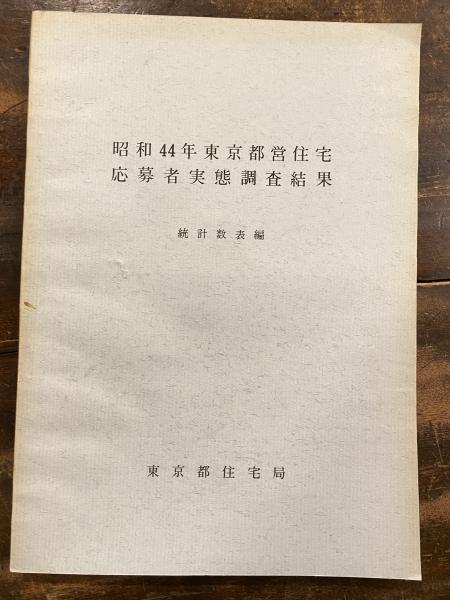 昭和44年東京都営住宅
応募者実態調査結果
統計数表編
東京都住宅局